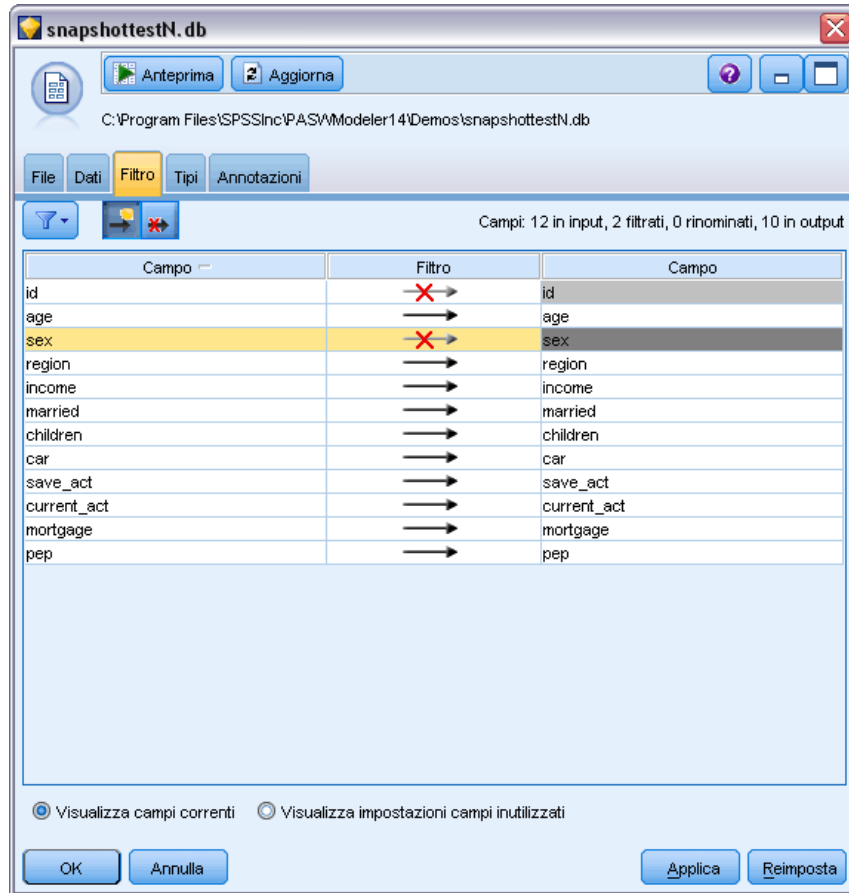 snapshottestN.db
Anteprima Aggiorna
C:\Program Files\SPSSInc\PASWModeler14\Demos\snapshottestN.db
File Dati Filtro Tipi Annotazioni
Campi: 12 in input, 2 filtrati, 0 rinominati, 10 in output
Campo Filtro Campo
id id
age age
sex sex
region region
income income
married married
children children
car car
save_act save_act
current_act current_act
mortgage mortgage
pep pep
Visualizza campi correnti Visualizza impostazioni campi inutilizzati
OK Annulla Applica Reimposta